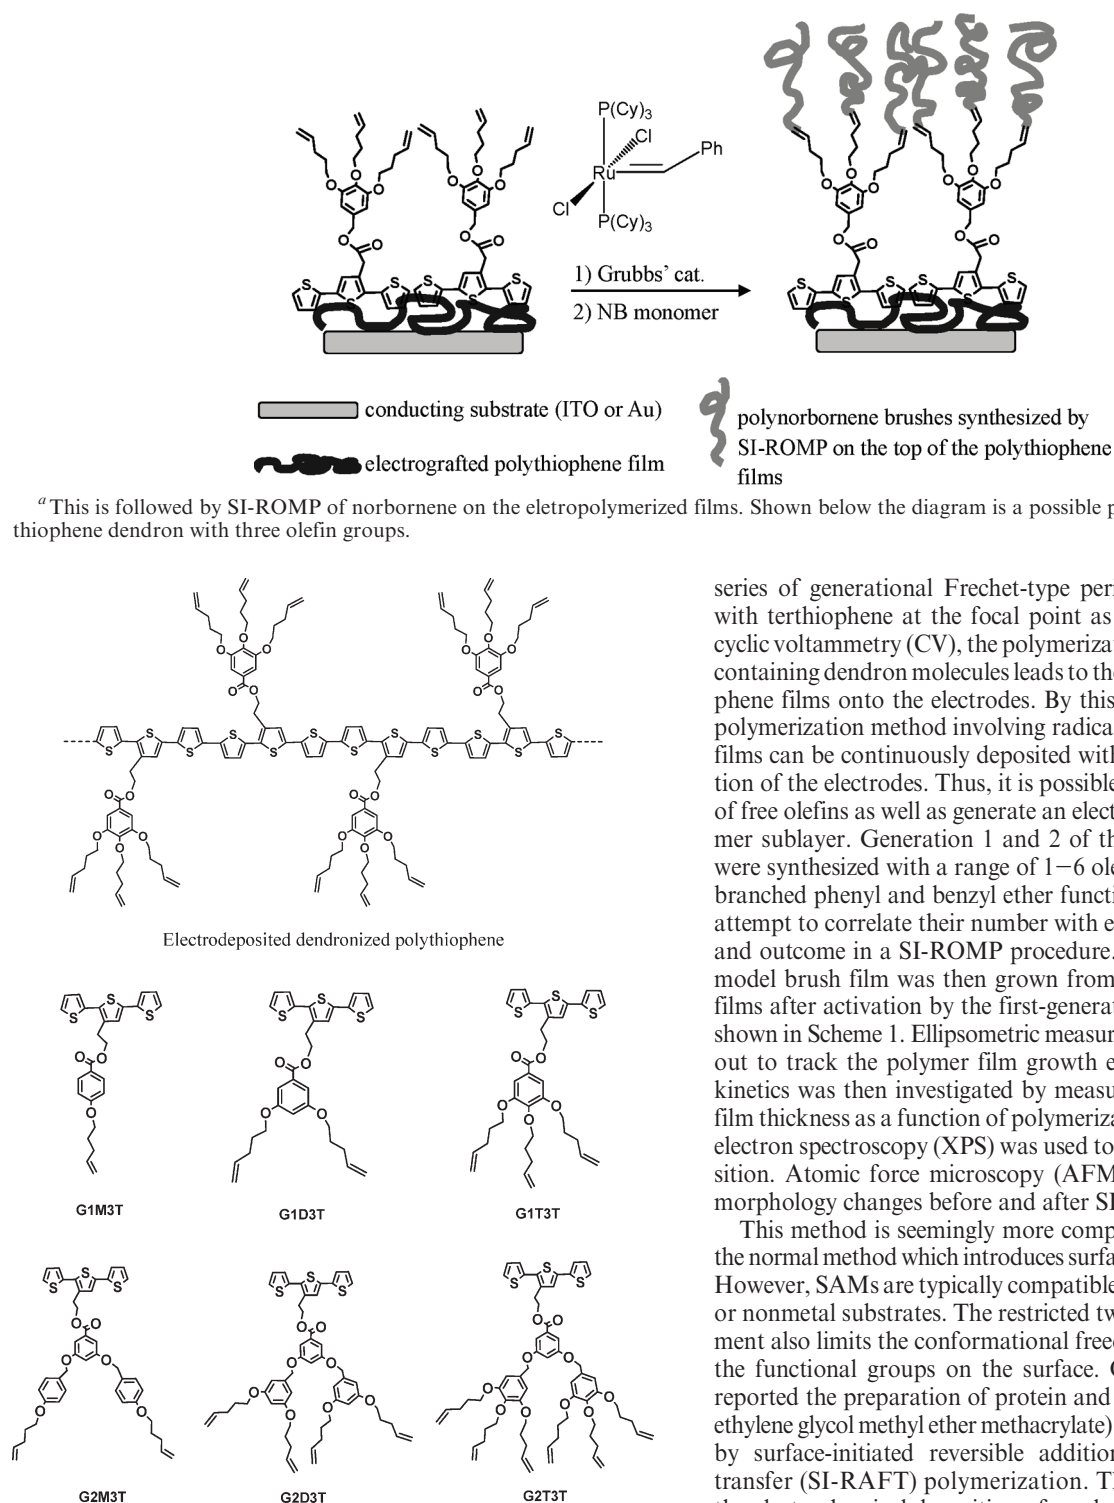 P(Cy)3
Cl
Ph
Ru
Cl
P(Cy)3
1) Grubbs' cat.
2) NB monomer
conducting substrate (ITO or Au)
electrografted polythiophene film
polynorbornene brushes synthesized by
SI-ROMP on the top of the polythiophene
films
a This is followed by SI-ROMP of norbornene on the eletropolymerized films. Shown below the diagram is a possible p
thiophene dendron with three olefin groups.
Electrodeposited dendronized polythiophene
G1M3T
G1D3T
G1T3T
G2M3T
G2D3T
G2T3T
series of generational Frechet-type peri
with terthiophene at the focal point as
cyclic voltammetry (CV), the polymeriza
containing dendron molecules leads to the
phene films onto the electrodes. By this
polymerization method involving radica
films can be continuously deposited with
tion of the electrodes. Thus, it is possible
of free olefins as well as generate an elect
mer sublayer. Generation 1 and 2 of th
were synthesized with a range of 1−6 ole
branched phenyl and benzyl ether functi
attempt to correlate their number with e
and outcome in a SI-ROMP procedure.
model brush film was then grown from
films after activation by the first-generat
shown in Scheme 1. Ellipsometric measur
out to track the polymer film growth e
kinetics was then investigated by measu
film thickness as a function of polymeriza
electron spectroscopy (XPS) was used to
sition. Atomic force microscopy (AFM
morphology changes before and after SI
This method is seemingly more comp
the normal method which introduces surfa
However, SAMs are typically compatible
or nonmetal substrates. The restricted tw
ment also limits the conformational freed
the functional groups on the surface.
reported the preparation of protein and
ethylene glycol methyl ether methacrylate)
by surface-initiated reversible addition
transfer (SI-RAFT) polymerization. Th